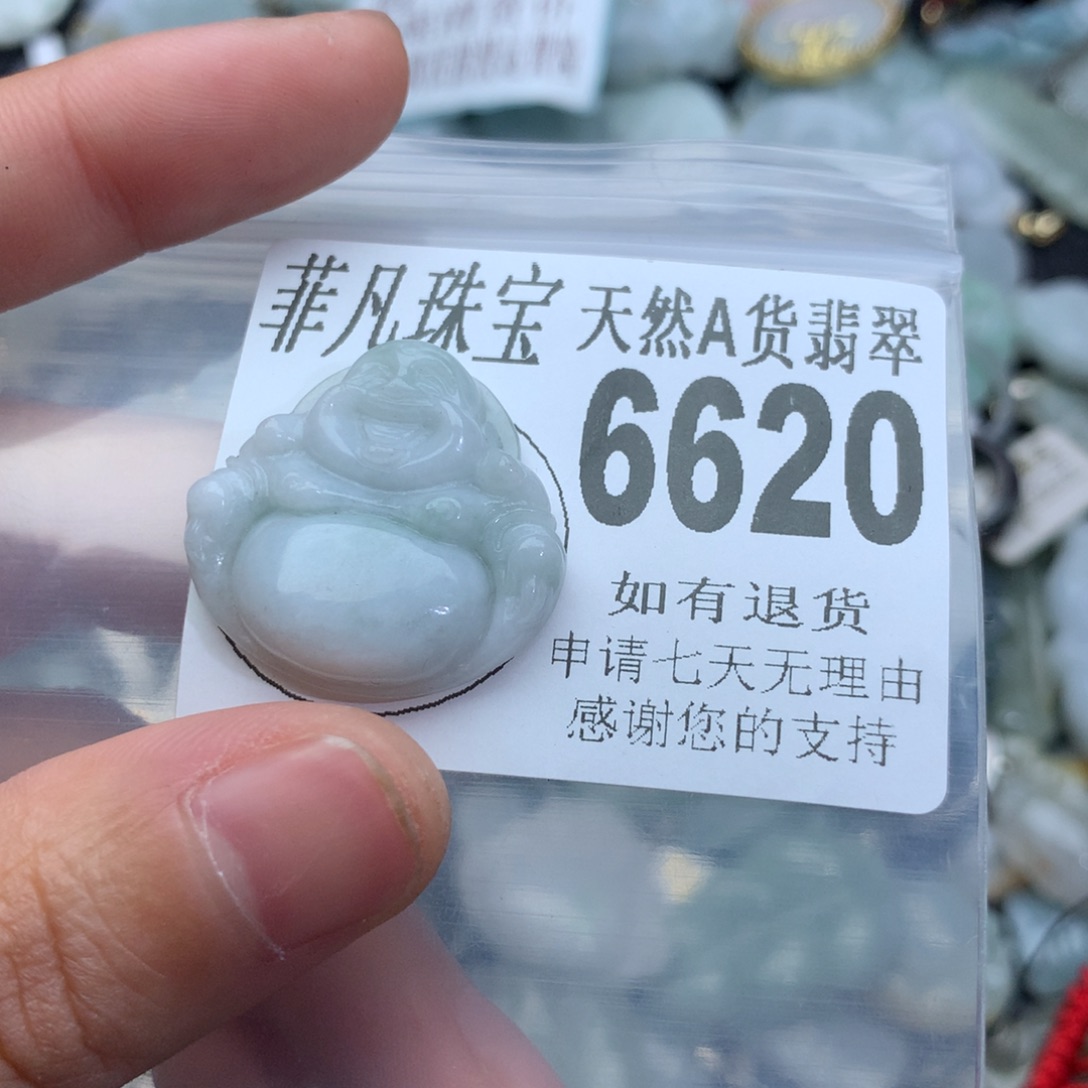 菲凡珠宝 天然A货翡翠
6620
如有退货
申请七天无理由
感谢您的支持